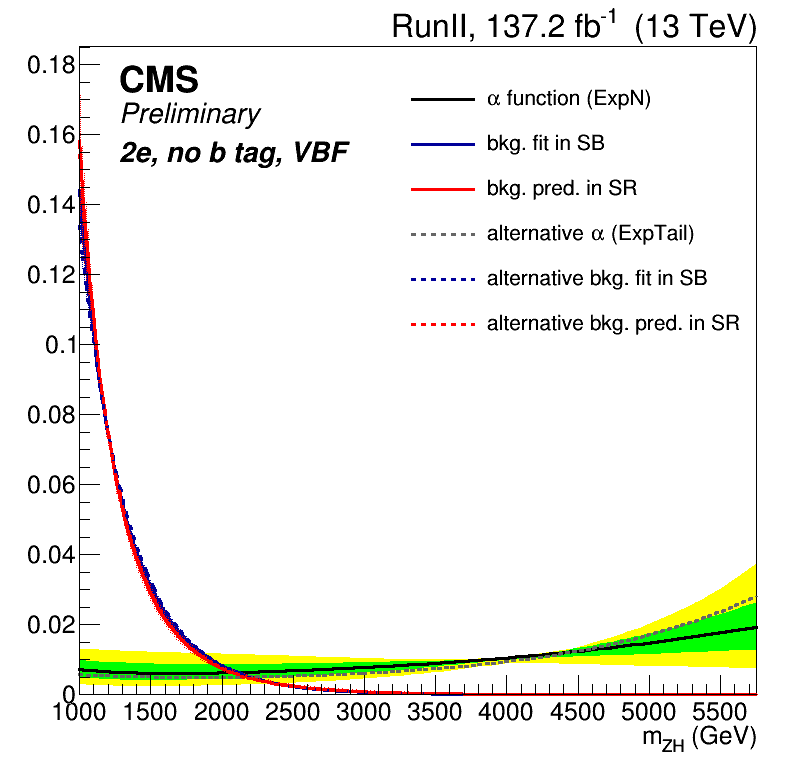 RunII, 137.2 fb-1 (13 TeV)
CMS
Preliminary
2e, no b tag, VBF
α function (ExpN)
bkg. fit in SB
bkg. pred. in SR
alternative α (ExpTail)
alternative bkg. fit in SB
alternative bkg. pred. in SR
0.18
0.16
0.14
0.12
0.1
0.08
0.06
0.04
0.02
0
1000 1500 2000 2500 3000 3500 4000 4500 5000 5500
mZH (GeV)